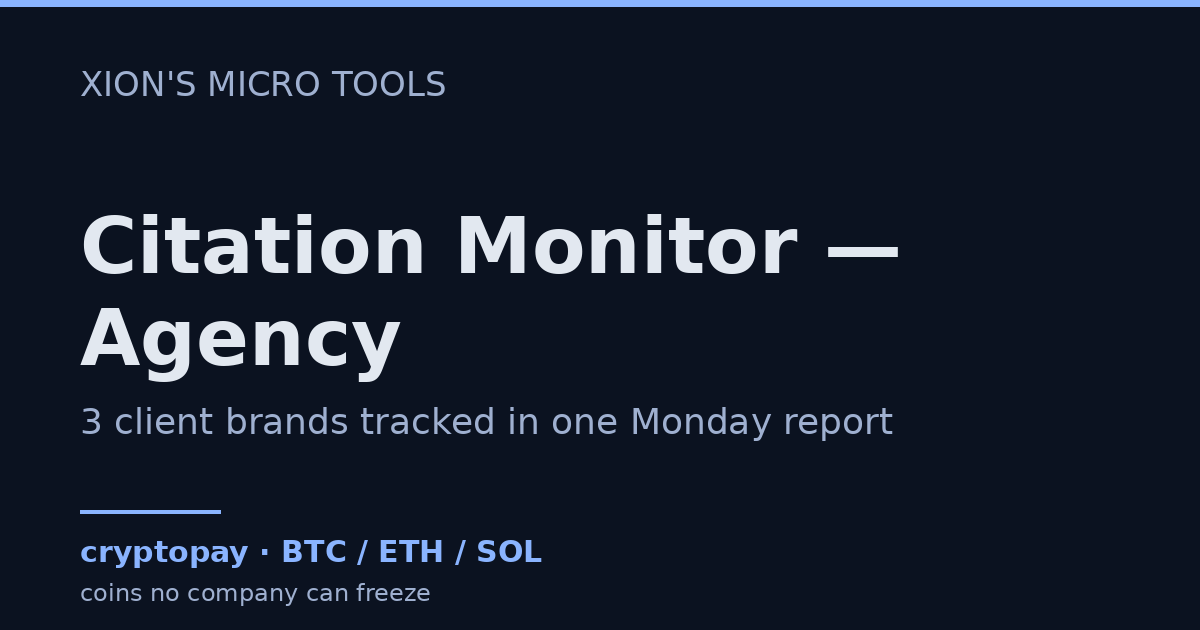 XION'S MICRO TOOLS
Citation Monitor —
Agency
3 client brands tracked in one Monday report
cryptopay · BTC / ETH / SOL
coins no company can freeze